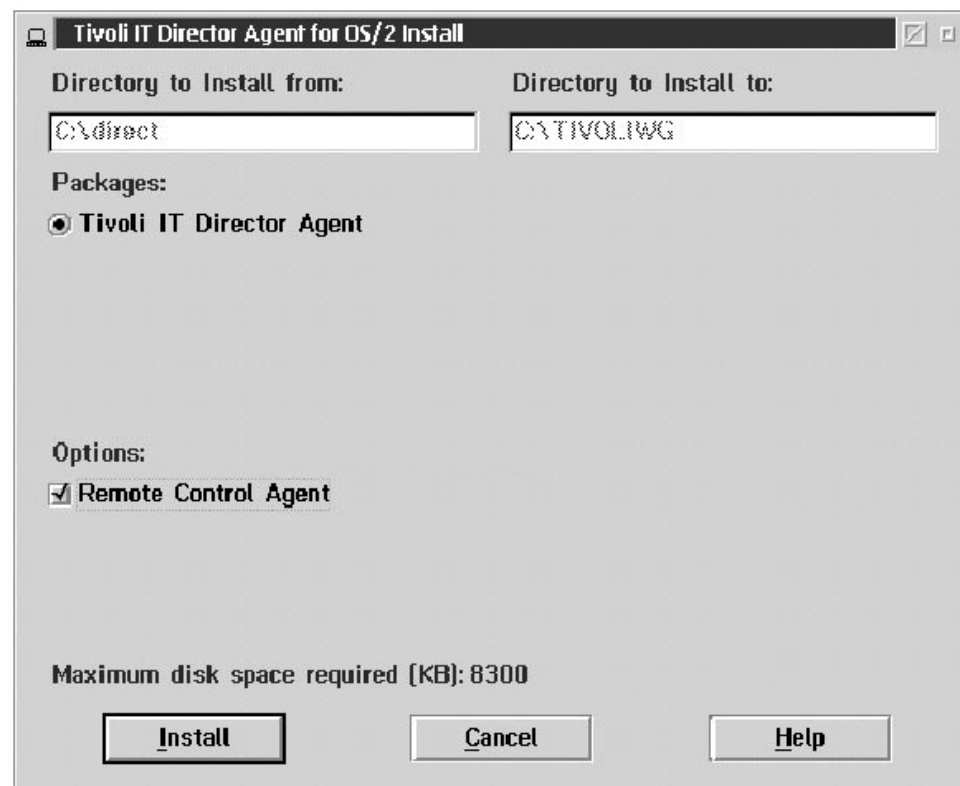 Tivoli IT Director Agent for OS/2 Install
Directory to Install from: Directory to Install to:
C:\direct C:\TIVOLIWG
Packages:
Tivoli IT Director Agent
Options:
Remote Control Agent
Maximum disk space required (KB): 8300
Install Cancel Help